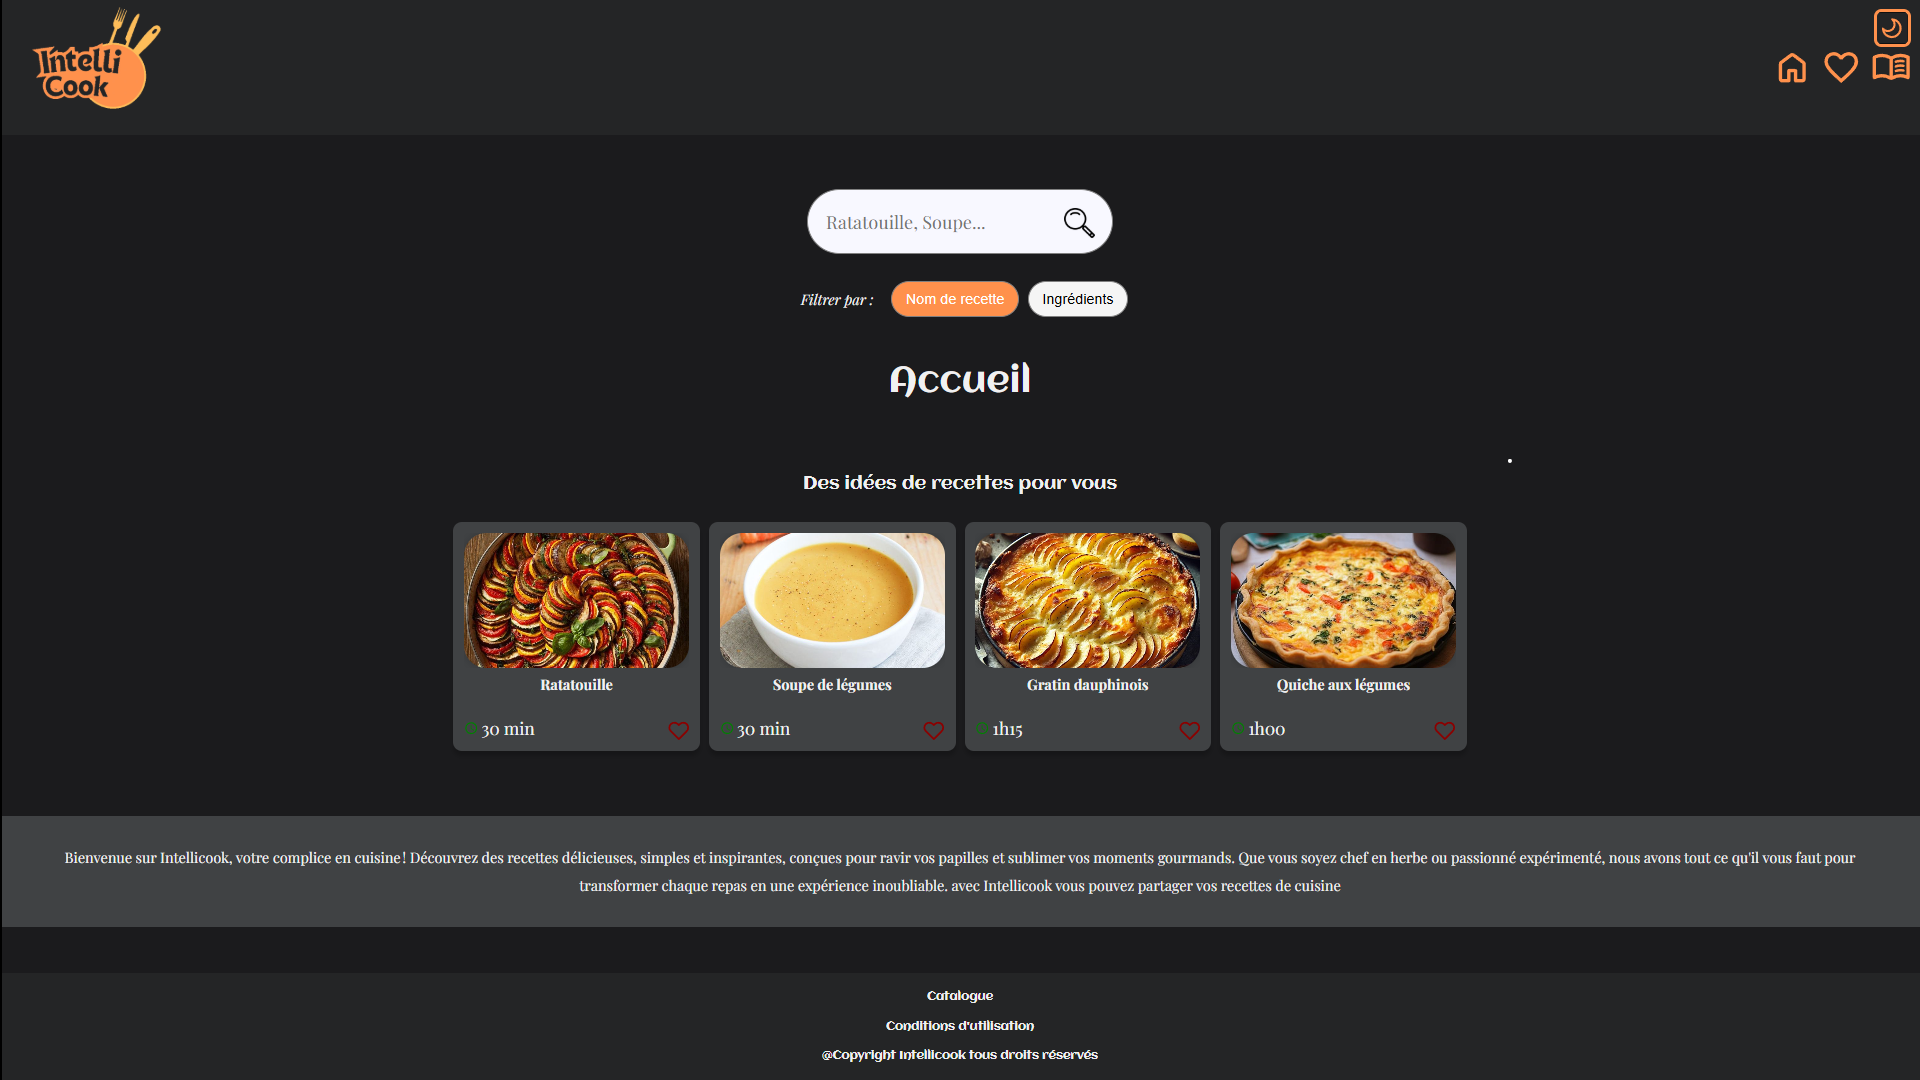 Intelli
Cook
Ratatouille, Soupe...
Filtrer par :
Nom de recette
Ingrédients
Accueil
Des idées de recettes pour vous
Ratatouille
30 min
Soupe de légumes
30 min
Gratin dauphinois
1h15
Quiche aux légumes
1h00
Bienvenue sur Intellicook, votre complice en cuisine ! Découvrez des recettes délicieuses, simples et inspirantes, conçues pour ravir vos papilles et sublimer vos moments gourmands. Que vous soyez chef en herbe ou passionné expérimenté, nous avons tout ce qu'il vous faut pour
transformer chaque repas en une expérience inoubliable. avec Intellicook vous pouvez partager vos recettes de cuisine
Catalogue
Conditions d'utilisation
@Copyright Intellicook tous droits réservés